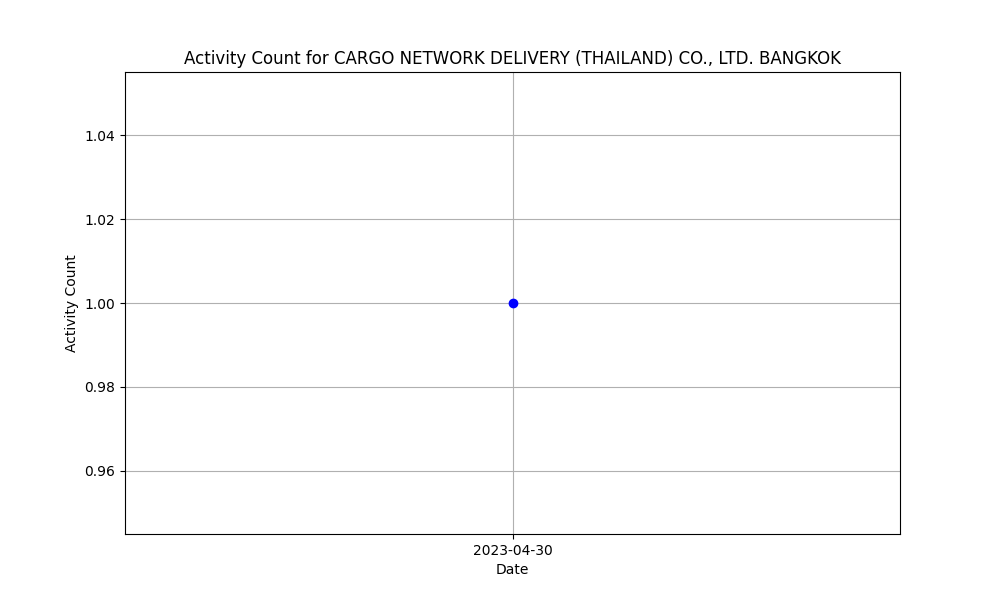 Activity Count for CARGO NETWORK DELIVERY (THAILAND) CO., LTD. BANGKOK
1.04
1.02
1.00
0.98
0.96
Activity Count
2023-04-30
Date